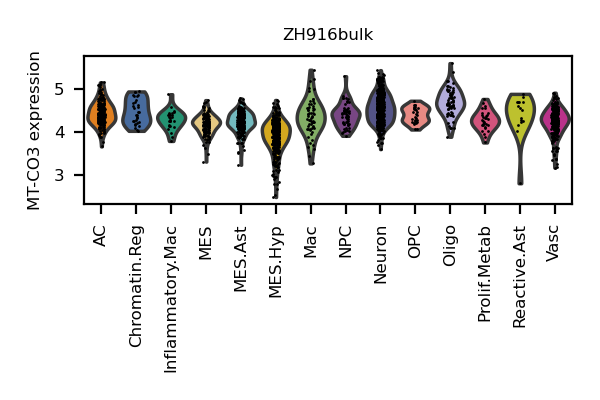 ZH916bulk
MT-CO3 expression
5
4
3
AC
Chromatin.Reg
Inflammatory.Mac
MES
MES.Ast
MES.Hyp
Mac
NPC
Neuron
OPC
Oligo
Prolif.Metab
Reactive.Ast
Vasc